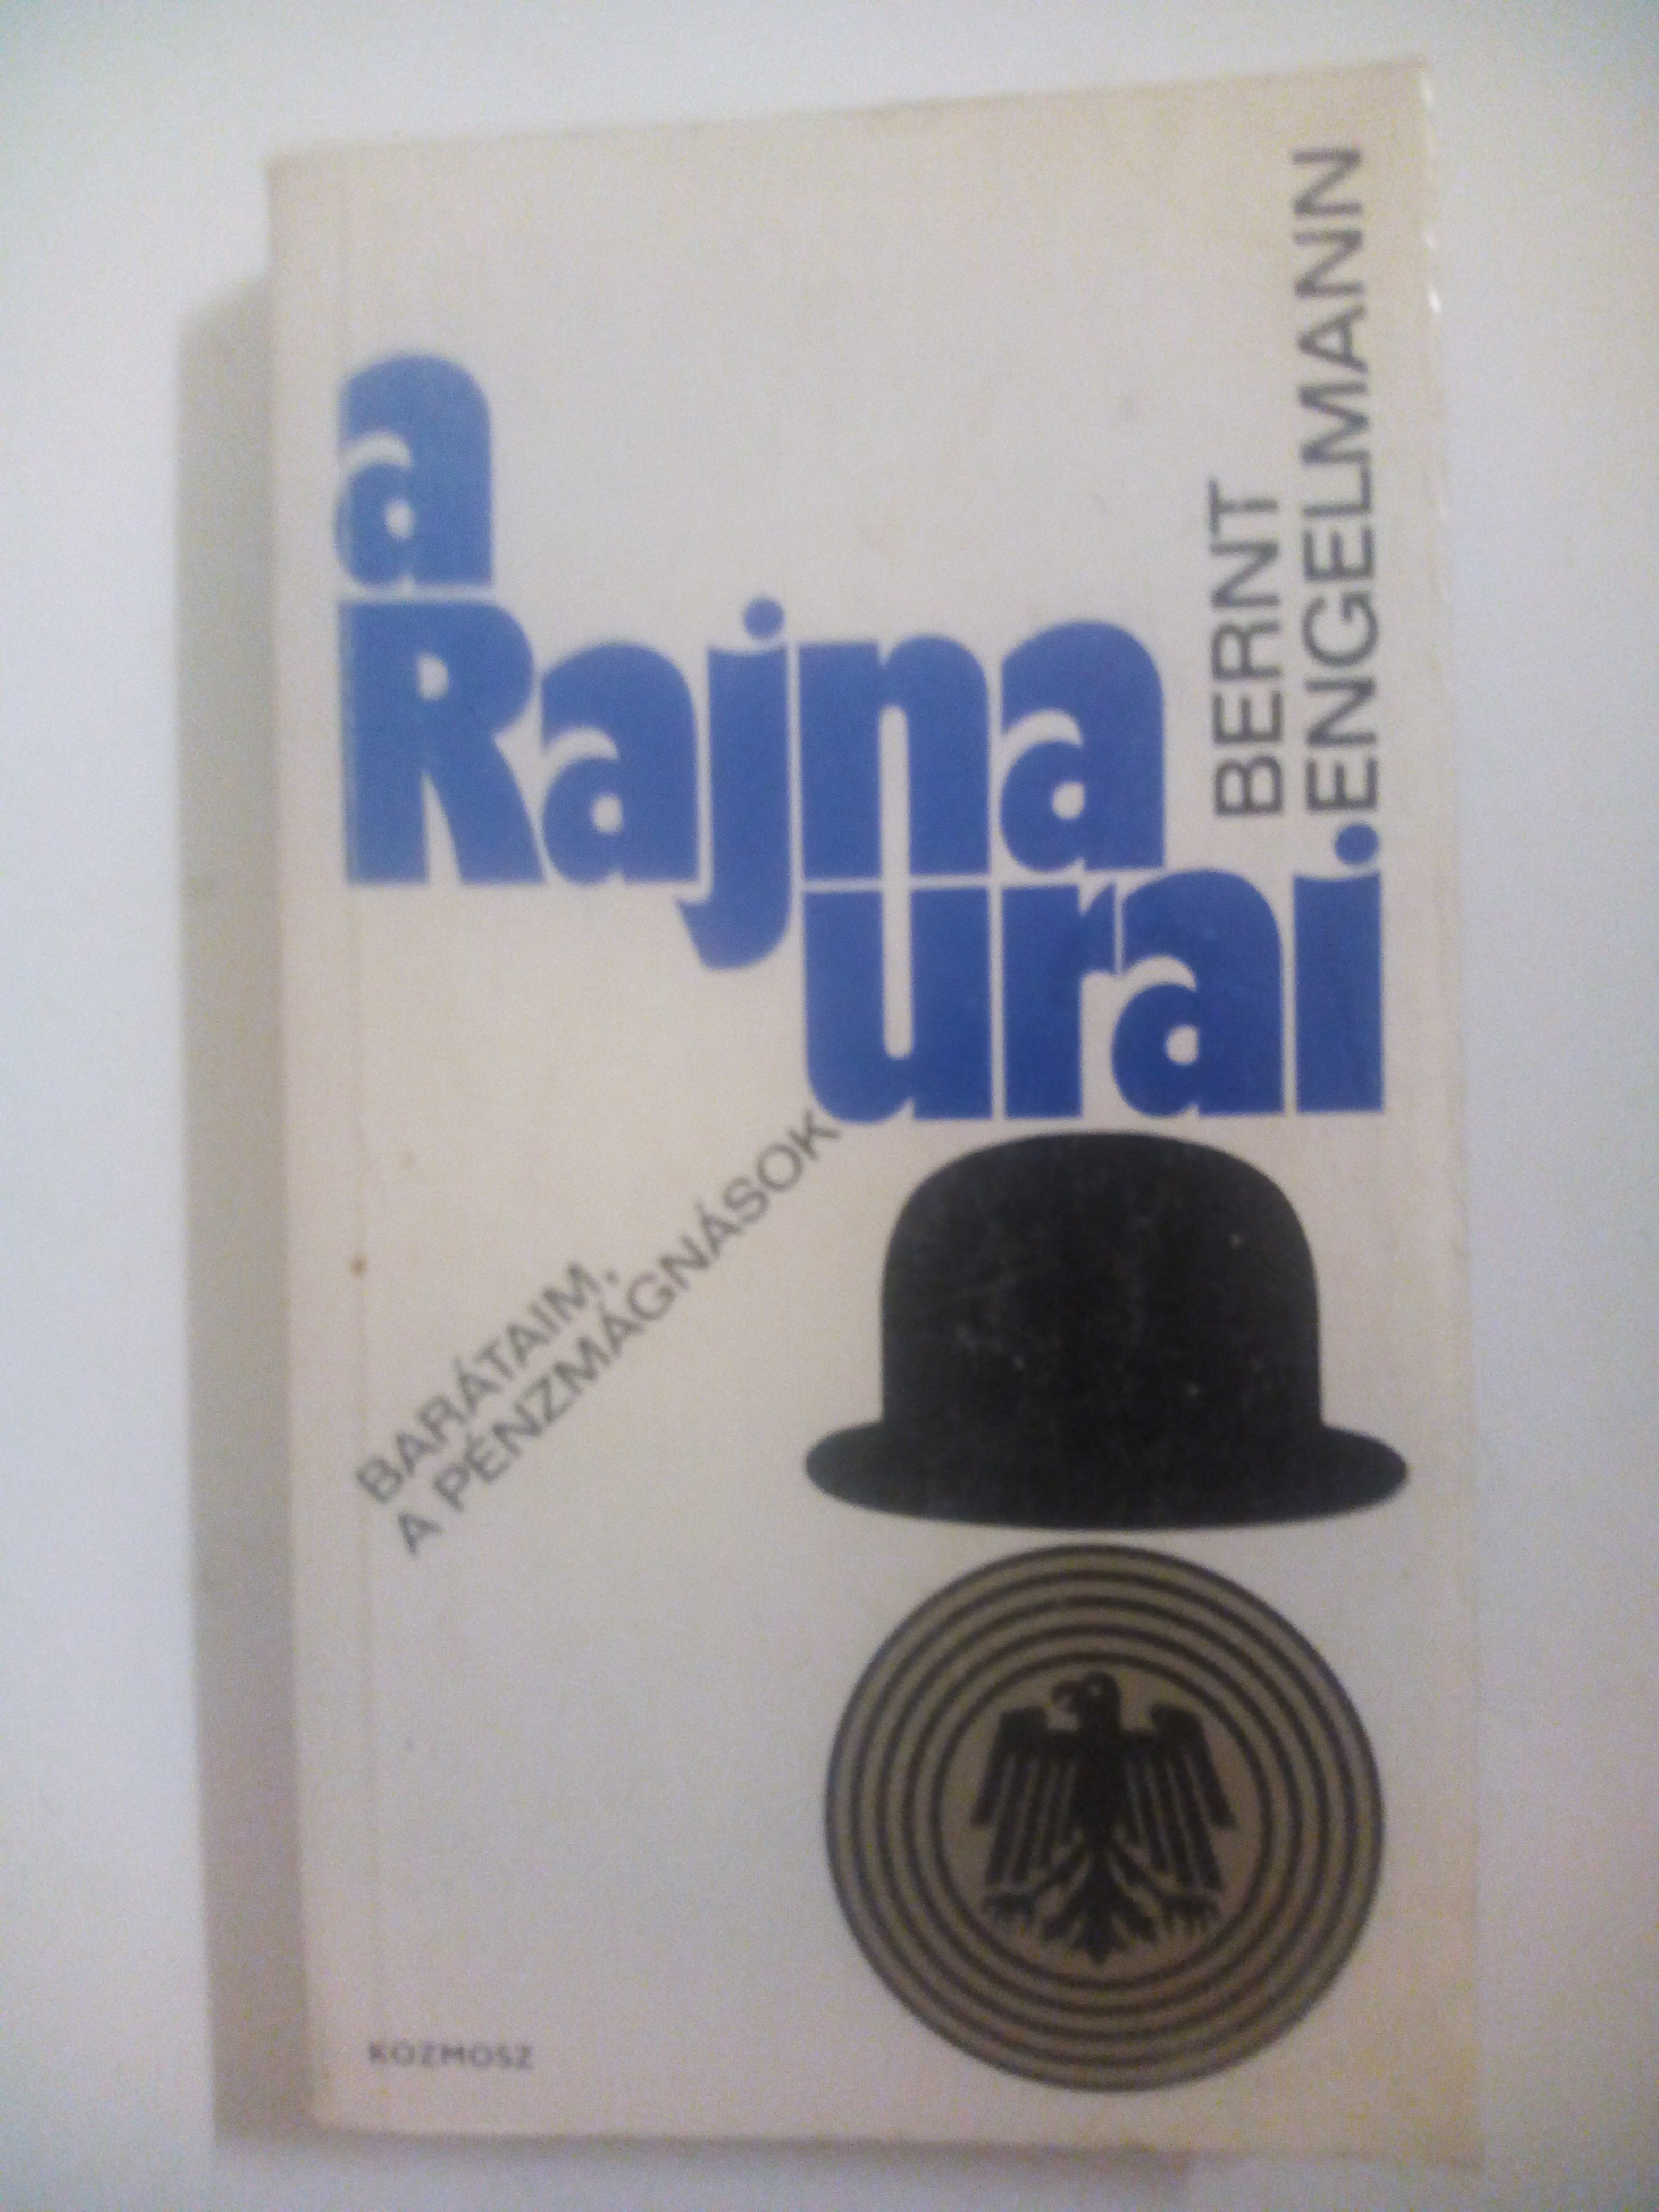 BERNT
ENGELMANN
a
Rajna
urai
BARÁTAIM,
A PÉNZMÁGNÁSOK
KOZMOSZ